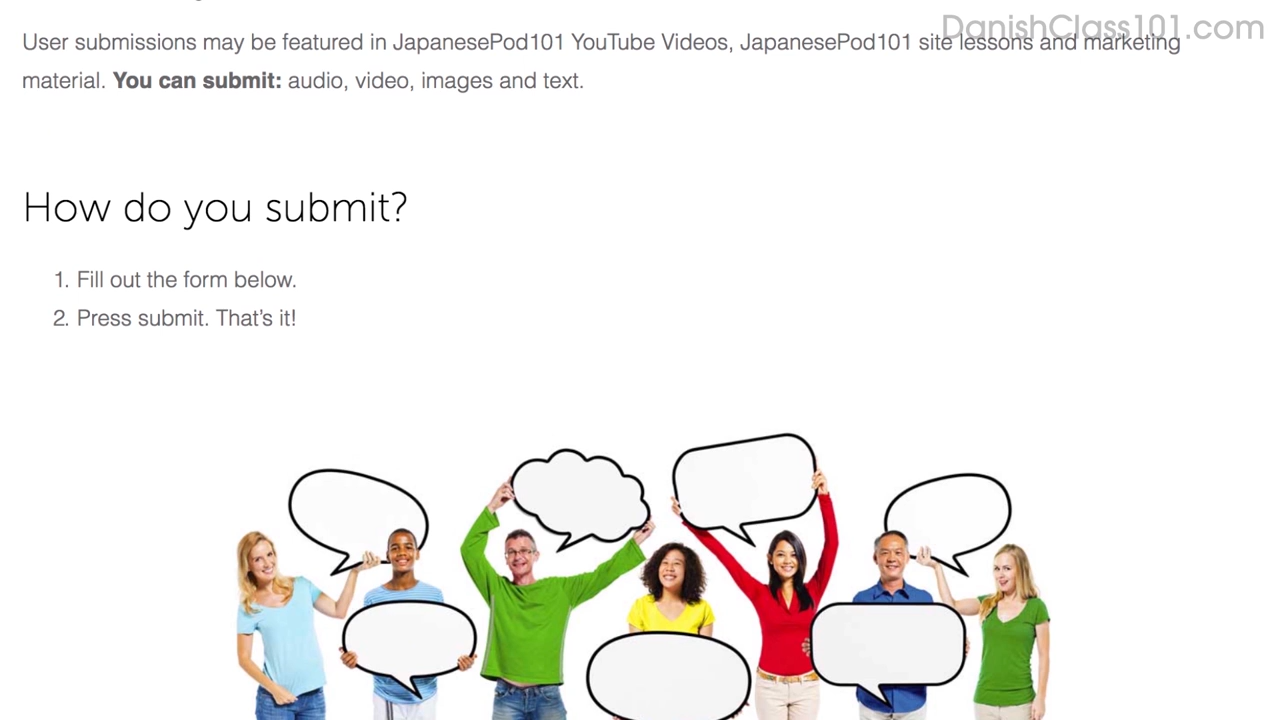 DanishClass101.com
User submissions may be featured in JapanesePod101 YouTube Videos, JapanesePod101 site lessons and marketing
material. You can submit: audio, video, images and text.
How do you submit?
1. Fill out the form below.
2. Press submit. That's it!